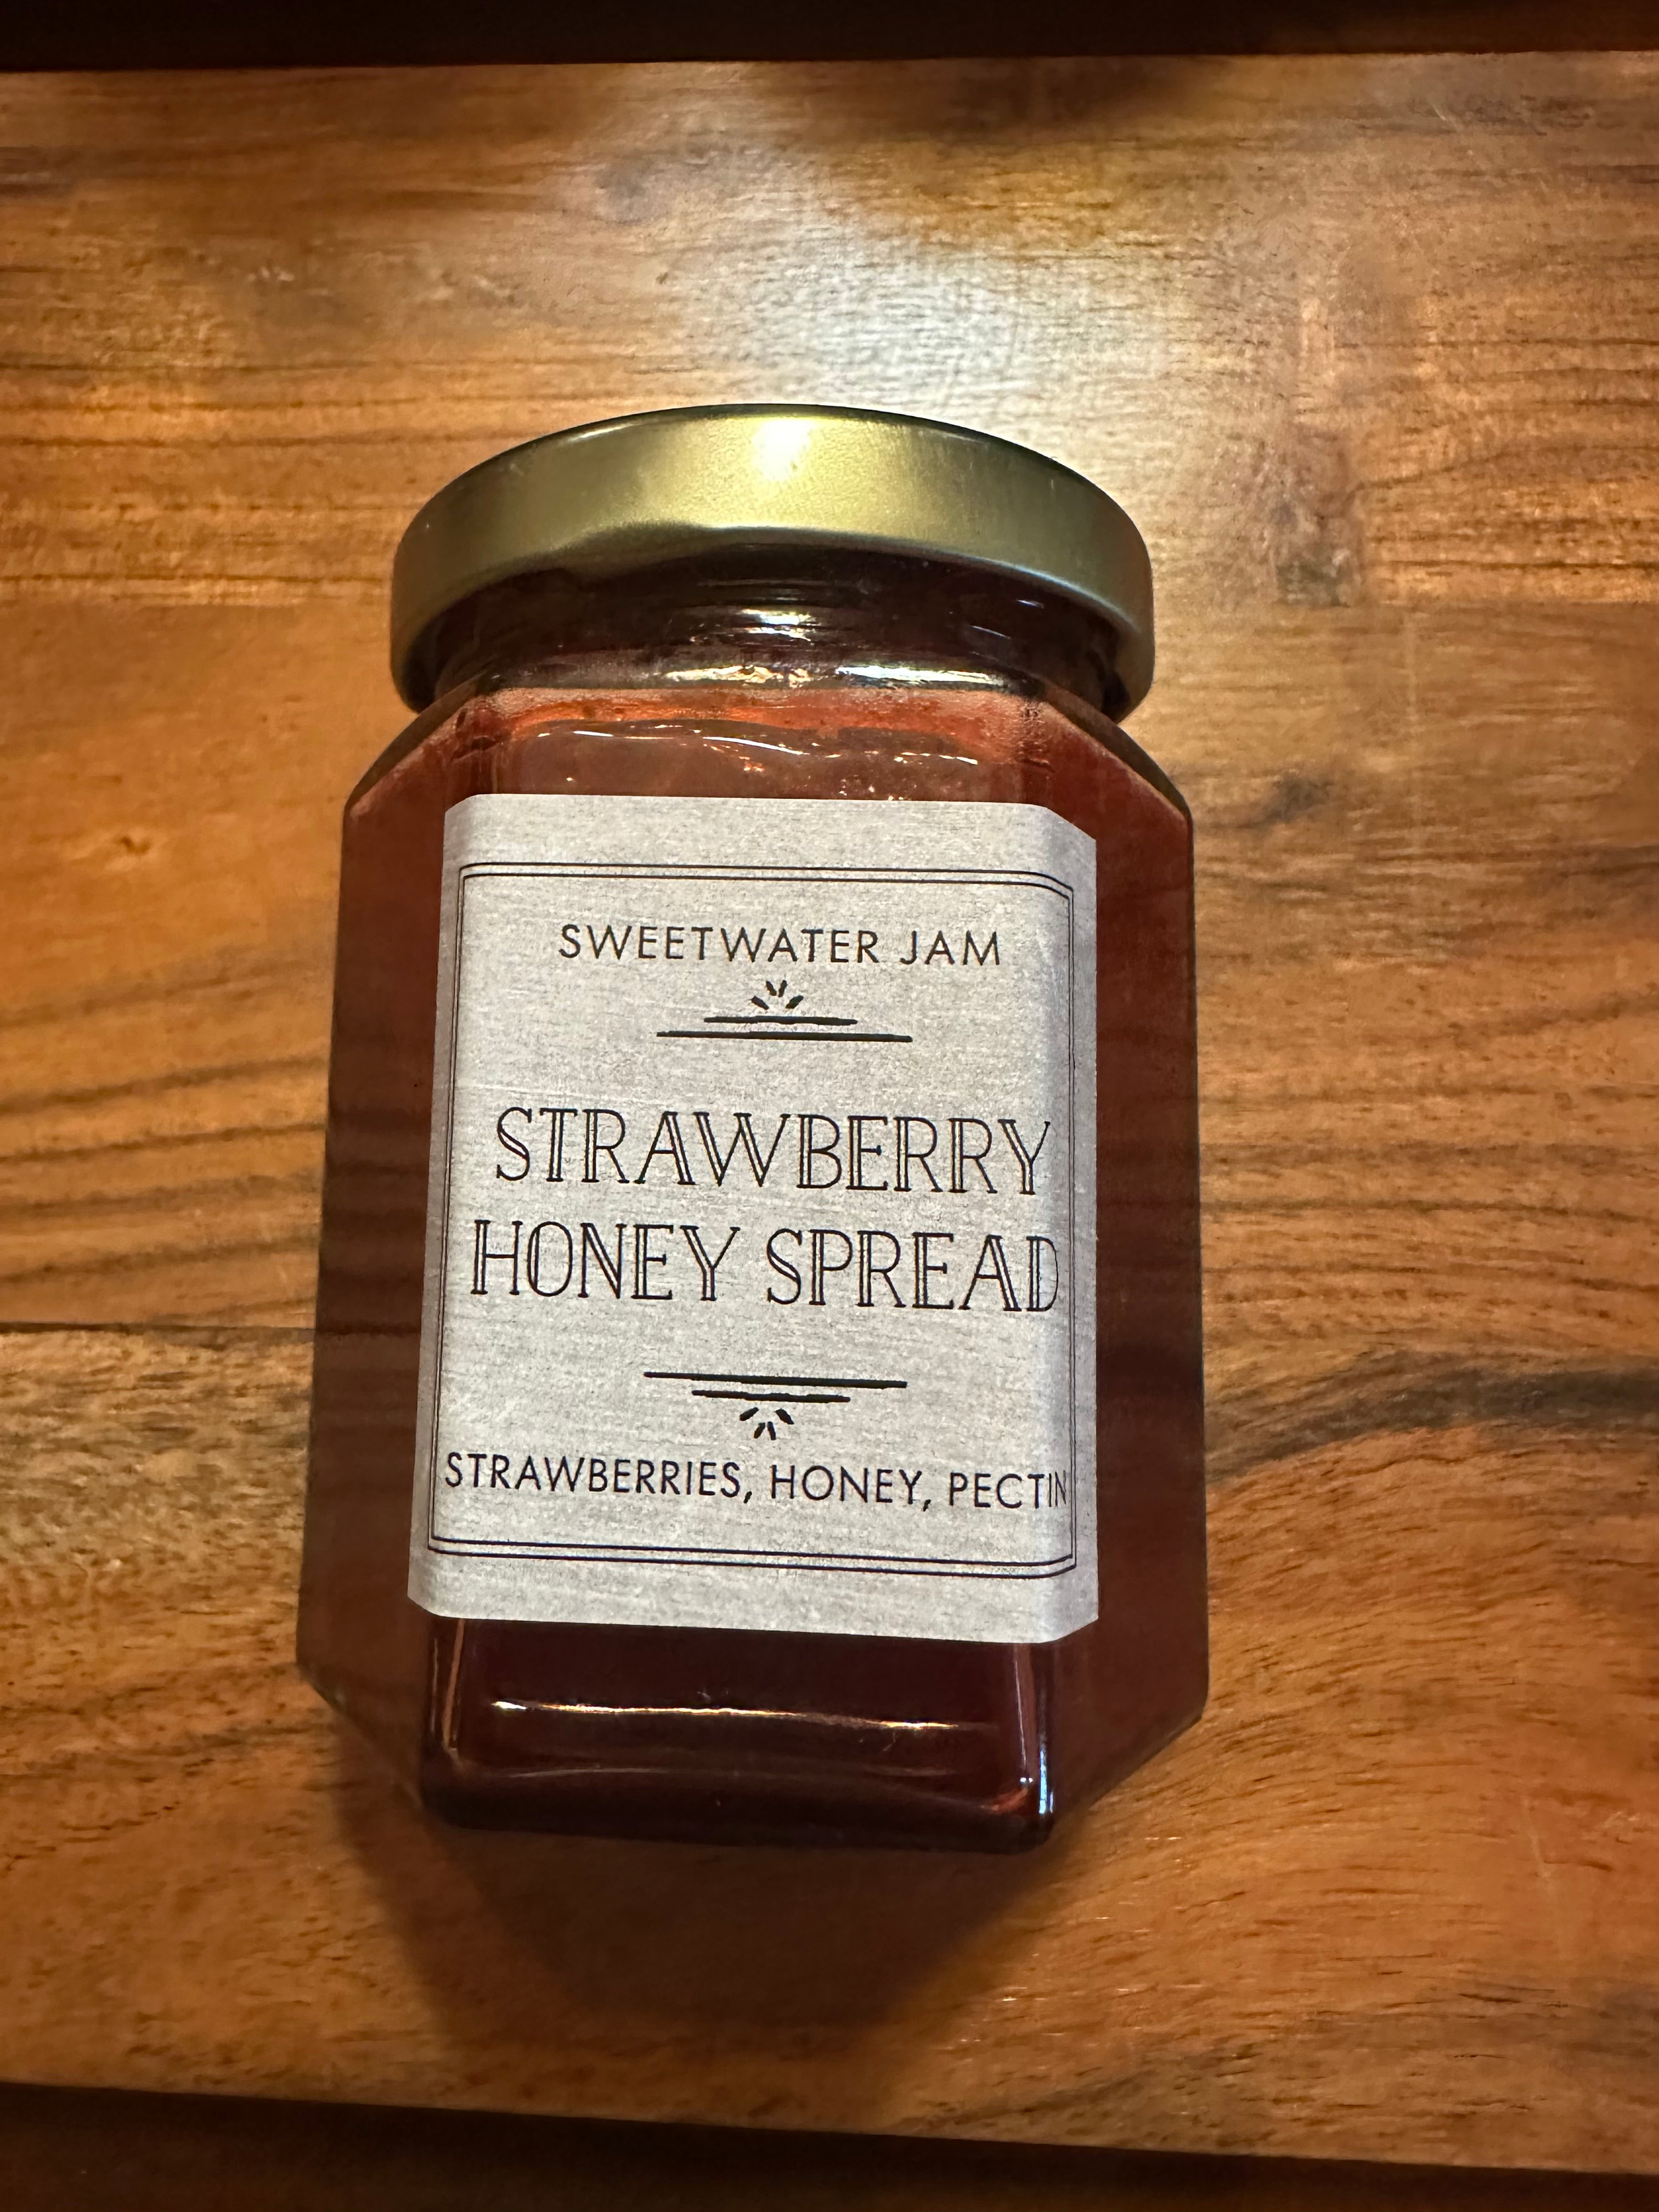 SWEETWATER JAM
STRAWBERRY
HONEY SPREAD
STRAWBERRIES, HONEY, PECTIN